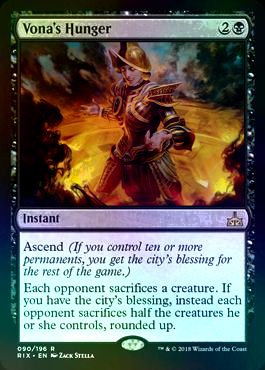 Vona's Hunger 2
Instant
Ascend (If you control ten or more
permanents, you get the city's blessing for
the rest of the game.)
Each opponent sacrifices a creature. If
you have the city's blessing, instead each
opponent sacrifices half the creatures he
or she controls, rounded up.
090/196 R
RIX • EN ZACK STELLA
™ & © 2018 Wizards of the Coast